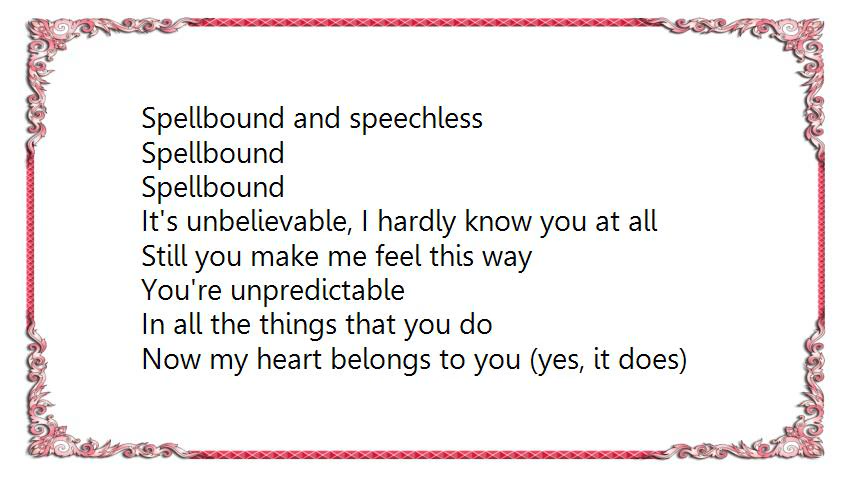 Spellbound and speechless
Spellbound
Spellbound
It's unbelievable, I hardly know you at all
Still you make me feel this way
You're unpredictable
In all the things that you do
Now my heart belongs to you (yes, it does)